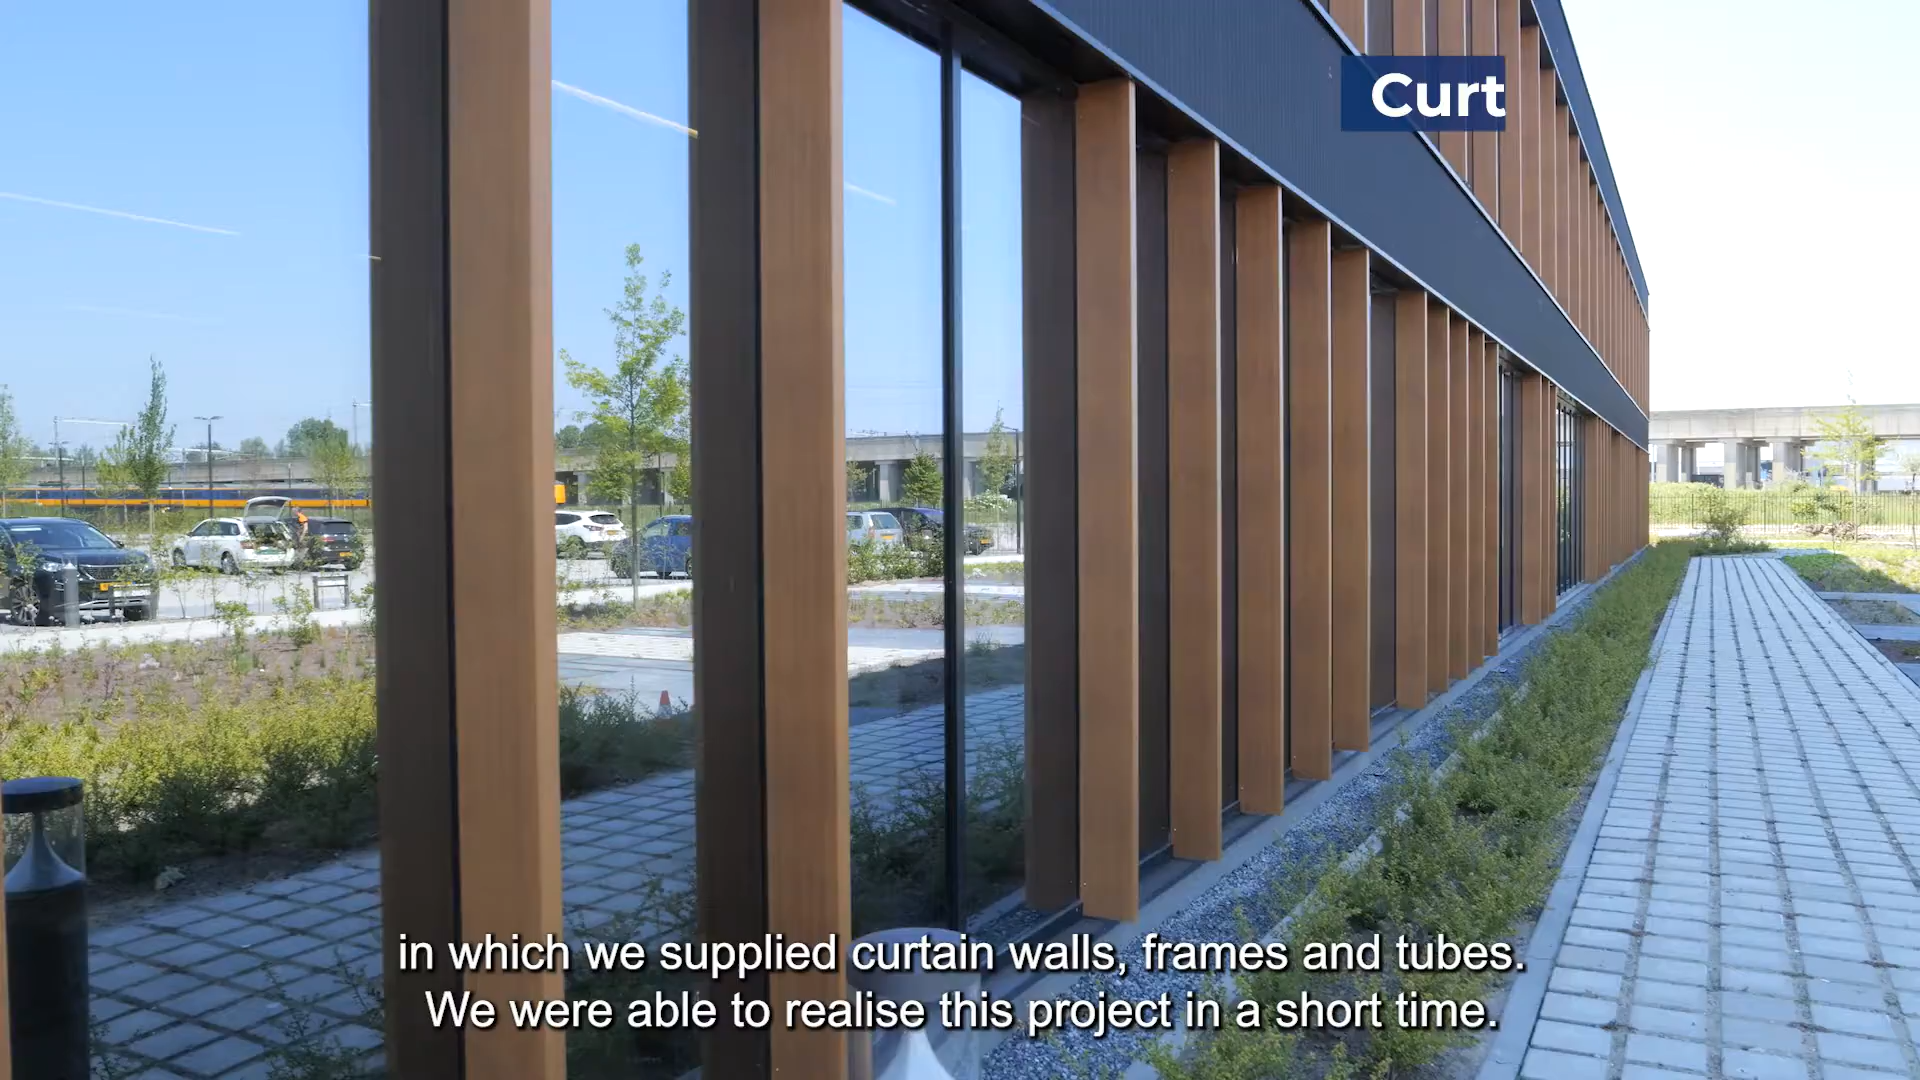 Curt
in which we supplied curtain walls, frames and tubes.
We were able to realise this project in a short time.